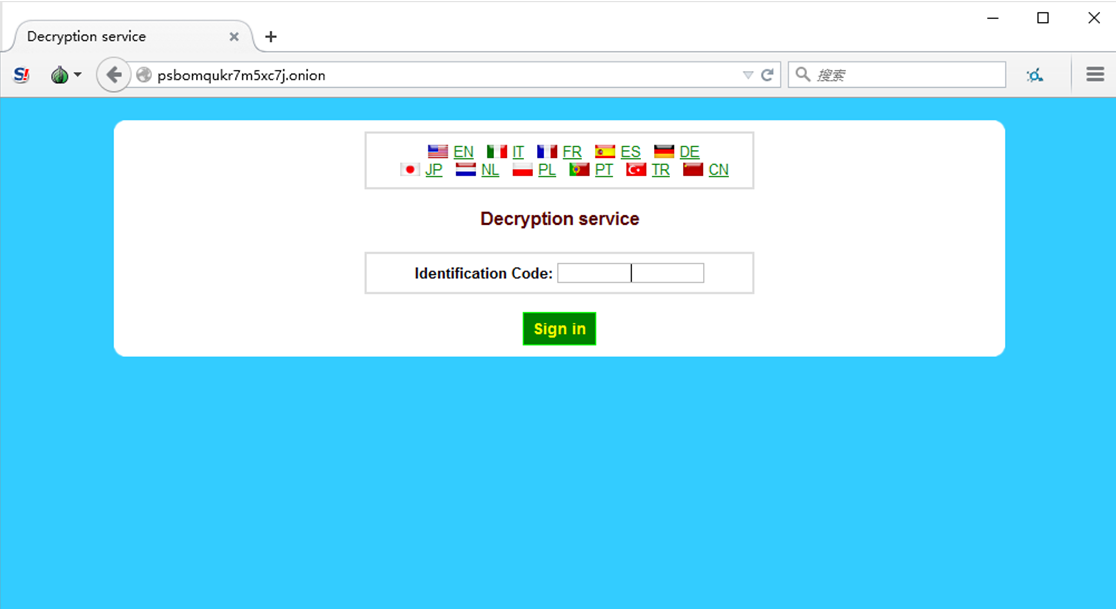 Decryption service
psbomqukr7m5xc7j.onion
搜索
EN IT FR ES DE
JP NL PL PT TR CN
Decryption service
Identification Code:
Sign in